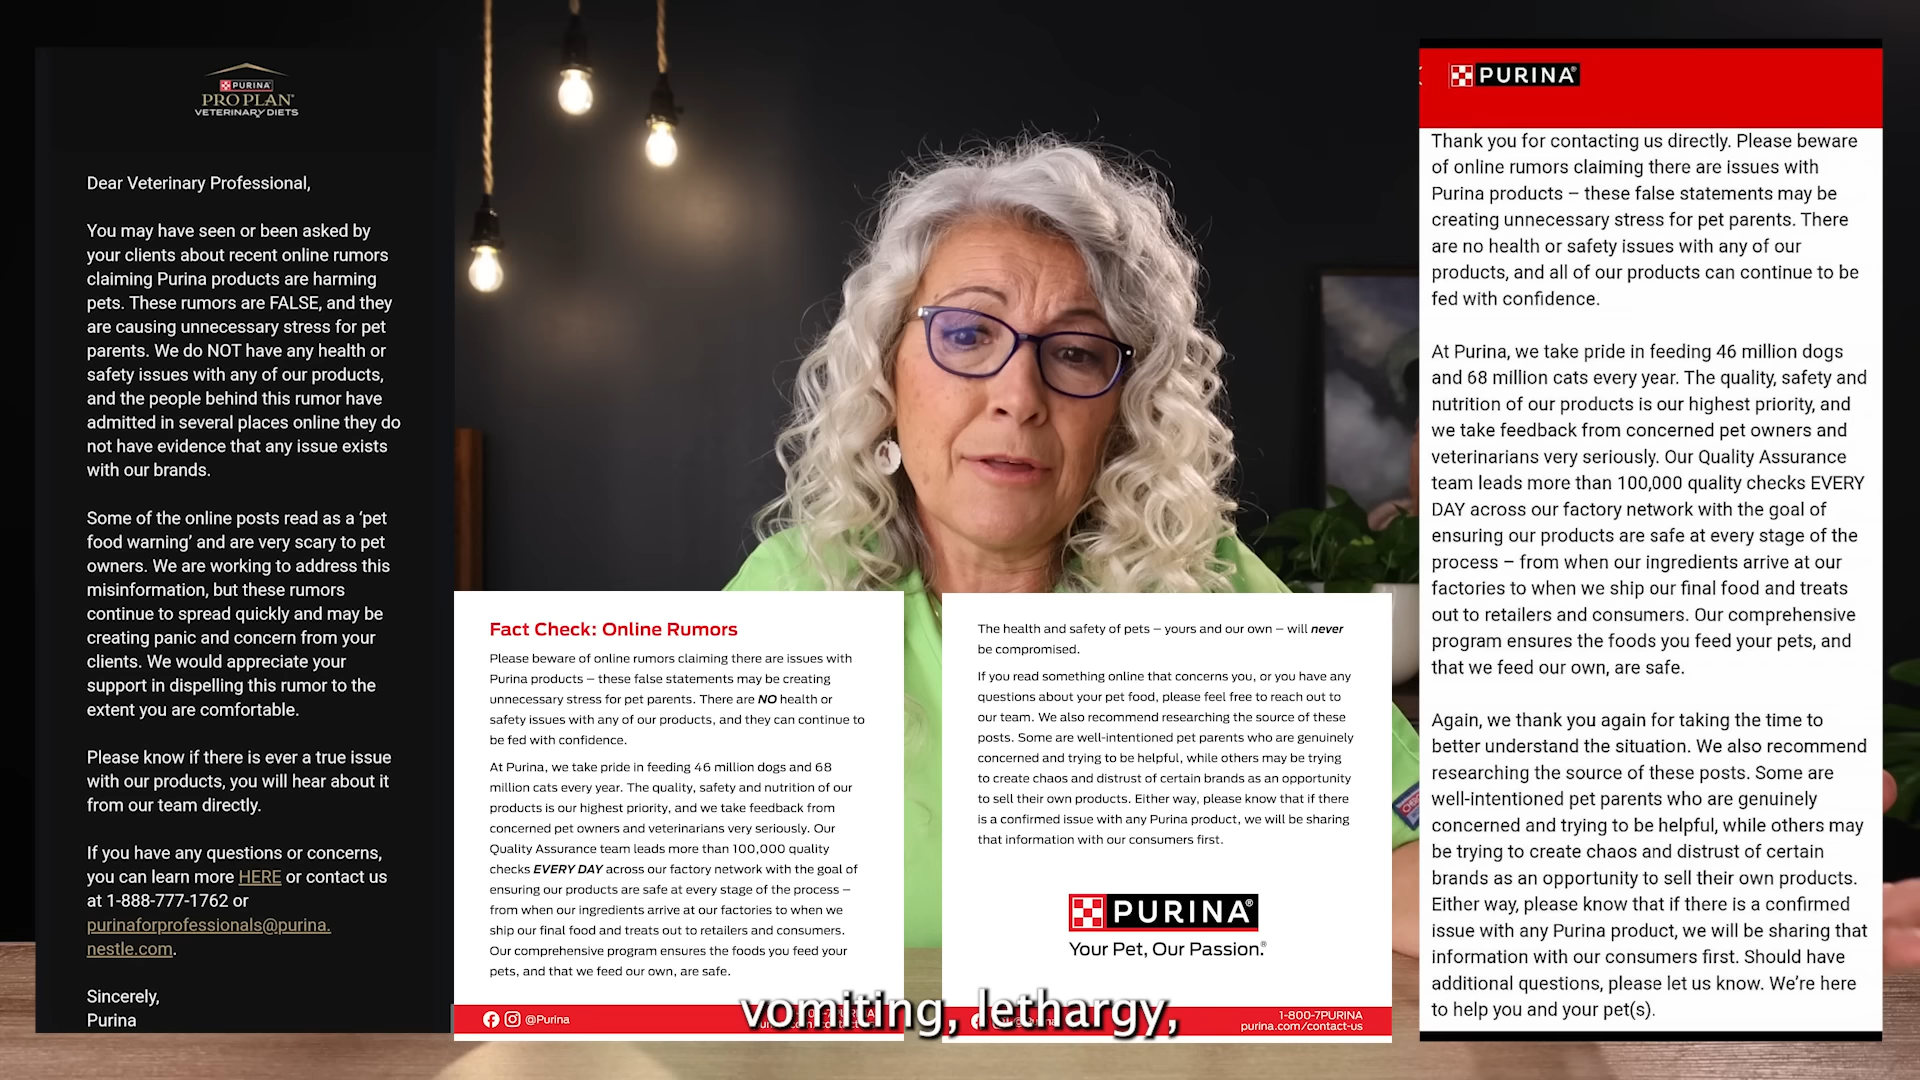 PURINA
PRO PLAN
VETERINARY DIETS
Dear Veterinary Professional,
You may have seen or been asked by
your clients about recent online rumors
claiming Purina products are harming
pets. These rumors are FALSE, and they
are causing unnecessary stress for pet
parents. We do NOT have any health or
safety issues with any of our products,
and the people behind this rumor have
admitted in several places online they do
not have evidence that any issue exists
with our brands.
Some of the online posts read as a ‘pet
food warning’ and are very scary to pet
owners. We are working to address this
misinformation, but these rumors
continue to spread quickly and may be
creating panic and concern from your
clients. We would appreciate your
support in dispelling this rumor to the
extent you are comfortable.
Please know if there is ever a true issue
with our products, you will hear about it
from our team directly.
If you have any questions or concerns,
you can learn more HERE or contact us
at 1-888-777-1762 or
purinaforprofessionals@purina.
nestle.com.
Sincerely,
Purina
Fact Check: Online Rumors
Please beware of online rumors claiming there are issues with
Purina products – these false statements may be creating
unnecessary stress for pet parents. There are NO health or
safety issues with any of our products, and they can continue to
be fed with confidence.
At Purina, we take pride in feeding 46 million dogs and 68
million cats every year. The quality, safety and nutrition of our
products is our highest priority, and we take feedback from
concerned pet owners and veterinarians very seriously. Our
Quality Assurance team leads more than 100,000 quality
checks EVERY DAY across our factory network with the goal of
ensuring our products are safe at every stage of the process –
from when our ingredients arrive at our factories to when we
ship our final food and treats out to retailers and consumers.
Our comprehensive program ensures the foods you feed your
pets, and that we feed our own, are safe.
@Purina
The health and safety of pets – yours and our own – will never
be compromised.
If you read something online that concerns you, or you have any
questions about your pet food, please feel free to reach out to
our team. We also recommend researching the source of these
posts. Some are well-intentioned pet parents who are genuinely
concerned and trying to be helpful, while others may be trying
to create chaos and distrust of certain brands as an opportunity
to sell their own products. Either way, please know that if there
is a confirmed issue with any Purina product, we will be sharing
that information with our consumers first.
PURINA®
Your Pet, Our Passion.®
1-800-7PURINA
purina.com/contact-us
vomiting, lethargy,
PURINA®
Thank you for contacting us directly. Please beware
of online rumors claiming there are issues with
Purina products – these false statements may be
creating unnecessary stress for pet parents. There
are no health or safety issues with any of our
products, and all of our products can continue to be
fed with confidence.
At Purina, we take pride in feeding 46 million dogs
and 68 million cats every year. The quality, safety and
nutrition of our products is our highest priority, and
we take feedback from concerned pet owners and
veterinarians very seriously. Our Quality Assurance
team leads more than 100,000 quality checks EVERY
DAY across our factory network with the goal of
ensuring our products are safe at every stage of the
process – from when our ingredients arrive at our
factories to when we ship our final food and treats
out to retailers and consumers. Our comprehensive
program ensures the foods you feed your pets, and
that we feed our own, are safe.
Again, we thank you again for taking the time to
better understand the situation. We also recommend
researching the source of these posts. Some are
well-intentioned pet parents who are genuinely
concerned and trying to be helpful, while others may
be trying to create chaos and distrust of certain
brands as an opportunity to sell their own products.
Either way, please know that if there is a confirmed
issue with any Purina product, we will be sharing that
information with our consumers first. Should have
additional questions, please let us know. We’re here
to help you and your pet(s).